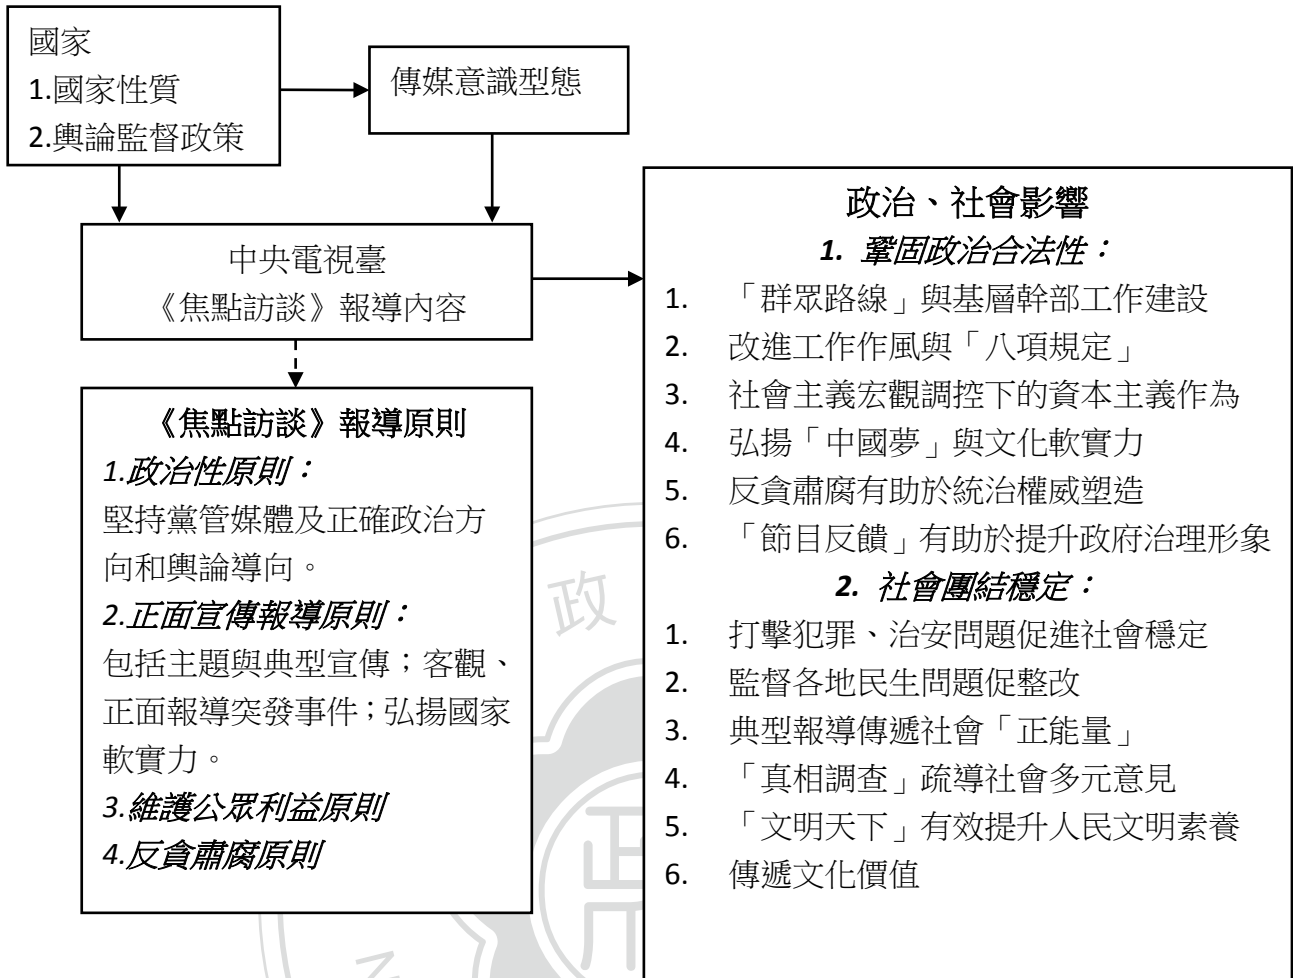 國家
1.國家性質
2.輿論監督政策
傳媒意識型態
中央電視臺
《焦點訪談》報導內容
《焦點訪談》報導原則
1.政治性原則：
堅持黨管媒體及正確政治方
向和輿論導向。
2.正面宣傳報導原則：
包括主題與典型宣傳；客觀、
正面報導突發事件；弘揚國家
軟實力。
3.維護公眾利益原則
4.反貪肅腐原則
政治、社會影響
1. 鞏固政治合法性：
1. 「群眾路線」與基層幹部工作建設
2. 改進工作作風與「八項規定」
3. 社會主義宏觀調控下的資本主義作為
4. 弘揚「中國夢」與文化軟實力
5. 反貪肅腐有助於統治權威塑造
6. 「節目反饋」有助於提升政府治理形象
2. 社會團結穩定：
1. 打擊犯罪、治安問題促進社會穩定
2. 監督各地民生問題促整改
3. 典型報導傳遞社會「正能量」
4. 「真相調查」疏導社會多元意見
5. 「文明天下」有效提升人民文明素養
6. 傳遞文化價值
政